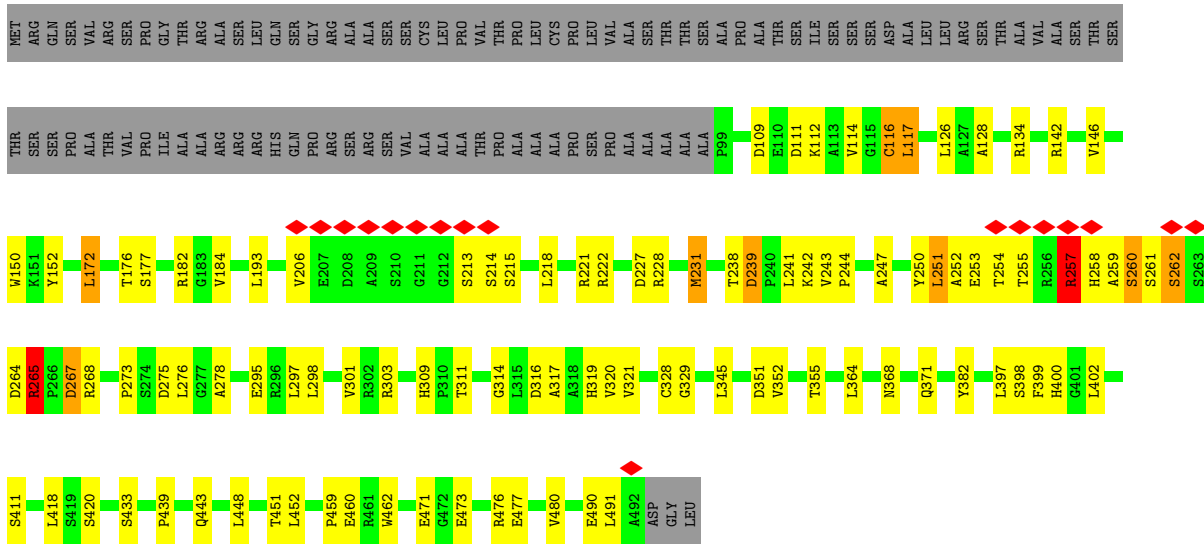 MET ARG GLN SER VAL ARG SER PRO GLY THR ARG ALA SER LEU GLN SER GLY ARG ALA ALA SER SER CYS LEU PRO VAL THR PRO LEU CYS PRO LEU VAL ALA SER THR THR SER ALA PRO ALA THR SER ILE SER SER SER ASP ALA LEU LEU ARG SER THR ALA VAL ALA SER THR SER
THR SER SER PRO ALA THR VAL PRO ILE ALA ALA ARG ARG ARG HIS GLN PRO ARG SER ARG SER VAL ALA ALA ALA THR PRO ALA ALA ALA PRO SER PRO ALA ALA ALA ALA ALA P99 D109 E110 D111 K112 A113 V114 G115 C116 L117 L126 A127 A128 R134 R142 V146
W150 K151 Y152 L172 T176 S177 R182 G183 V184 L193 V206 E207 D208 A209 S210 G211 G212 S213 S214 S215 L218 R221 R222 D227 R228 M231 T238 D239 P240 L241 K242 V243 P244 A247 Y250 L251 A252 E253 T254 T255 R256 R257 H258 A259 S260 S261 S262 S263
D264 R265 P266 D267 R268 P273 S274 D275 L276 G277 A278 E295 R296 L297 L298 V301 R302 R303 H309 P310 T311 G314 L315 D316 A317 A318 H319 V320 V321 C328 G329 L345 D351 V352 T355 L364 N368 Q371 Y382 L397 S398 F399 H400 G401 L402
S411 L418 S419 S420 S433 P439 Q443 L448 T451 L452 P459 E460 R461 W462 E471 G472 E473 R476 E477 V480 E490 L491 A492 ASP GLY LEU